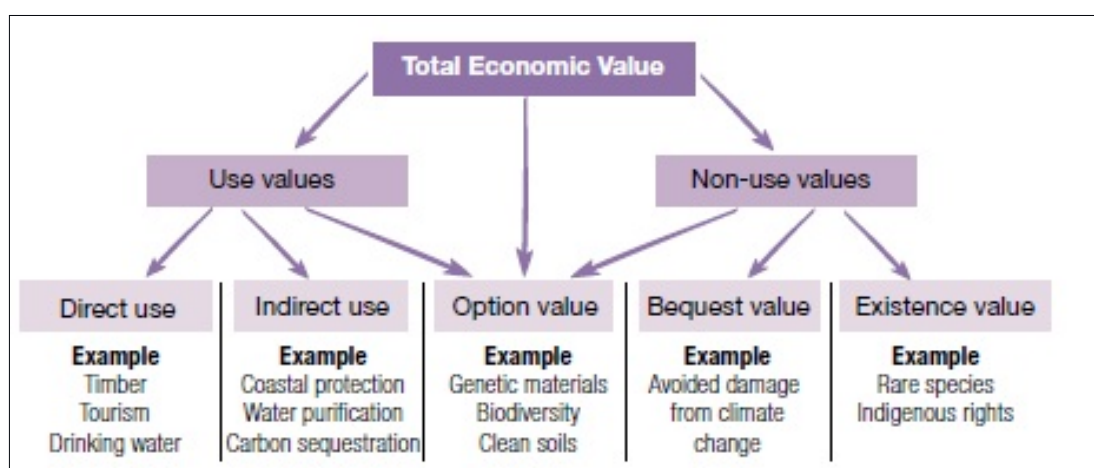 Total Economic Value
Use values
Non-use values
Direct use
Example
Timber
Tourism
Drinking water
Indirect use
Example
Coastal protection
Water purification
Carbon sequestration
Option value
Example
Genetic materials
Biodiversity
Clean soils
Bequest value
Example
Avoided damage
from climate
change
Existence value
Example
Rare species
Indigenous rights